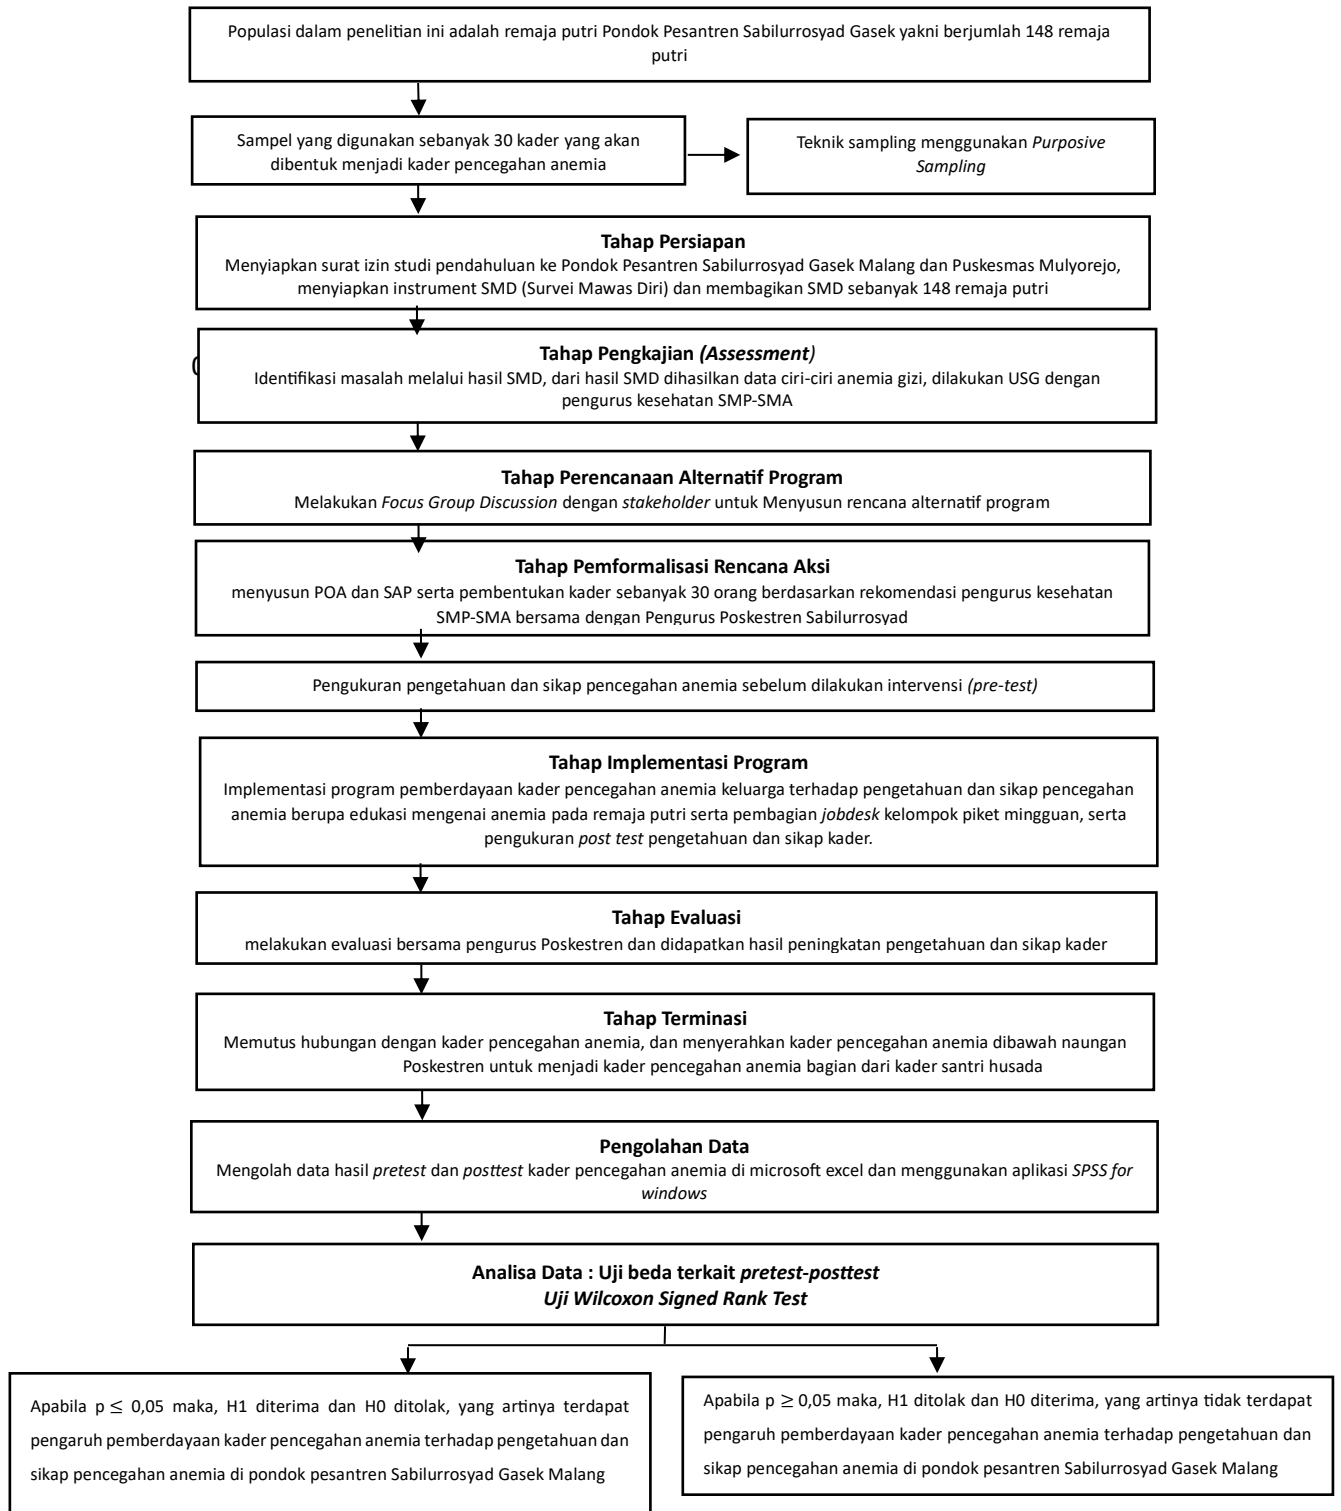 Populasi dalam penelitian ini adalah remaja putri Pondok Pesantren Sabilurrosyad Gasek yakni berjumlah 148 remaja
putri
Sampel yang digunakan sebanyak 30 kader yang akan
dibentuk menjadi kader pencegahan anemia
Teknik sampling menggunakan Purposive
Sampling
Tahap Persiapan
Menyiapkan surat izin studi pendahuluan ke Pondok Pesantren Sabilurrosyad Gasek Malang dan Puskesmas Mulyorejo,
menyiapkan instrument SMD (Survei Mawas Diri) dan membagikan SMD sebanyak 148 remaja putri
Tahap Pengkajian (Assessment)
Identifikasi masalah melalui hasil SMD, dari hasil SMD dihasilkan data ciri-ciri anemia gizi, dilakukan USG dengan
pengurus kesehatan SMP-SMA
Tahap Perencanaan Alternatif Program
Melakukan Focus Group Discussion dengan stakeholder untuk Menyusun rencana alternatif program
Tahap Pemformalisasi Rencana Aksi
menyusun POA dan SAP serta pembentukan kader sebanyak 30 orang berdasarkan rekomendasi pengurus kesehatan
SMP-SMA bersama dengan Pengurus Poskestren Sabilurrosyad
Pengukuran pengetahuan dan sikap pencegahan anemia sebelum dilakukan intervensi (pre-test)
Tahap Implementasi Program
Implementasi program pemberdayaan kader pencegahan anemia keluarga terhadap pengetahuan dan sikap pencegahan
anemia berupa edukasi mengenai anemia pada remaja putri serta pembagian jobdesk kelompok piket mingguan, serta
pengukuran post test pengetahuan dan sikap kader.
Tahap Evaluasi
melakukan evaluasi bersama pengurus Poskestren dan didapatkan hasil peningkatan pengetahuan dan sikap kader
Tahap Terminasi
Memutus hubungan dengan kader pencegahan anemia, dan menyerahkan kader pencegahan anemia dibawah naungan
Poskestren untuk menjadi kader pencegahan anemia bagian dari kader santri husada
Pengolahan Data
Mengolah data hasil pretest dan posttest kader pencegahan anemia di microsoft excel dan menggunakan aplikasi SPSS for
windows
Analisa Data : Uji beda terkait pretest-posttest
Uji Wilcoxon Signed Rank Test
Apabila p ≤ 0,05 maka, H1 diterima dan H0 ditolak, yang artinya terdapat
pengaruh pemberdayaan kader pencegahan anemia terhadap pengetahuan dan
sikap pencegahan anemia di pondok pesantren Sabilurrosyad Gasek Malang
Apabila p ≥ 0,05 maka, H1 ditolak dan H0 diterima, yang artinya tidak terdapat
pengaruh pemberdayaan kader pencegahan anemia terhadap pengetahuan dan
sikap pencegahan anemia di pondok pesantren Sabilurrosyad Gasek Malang